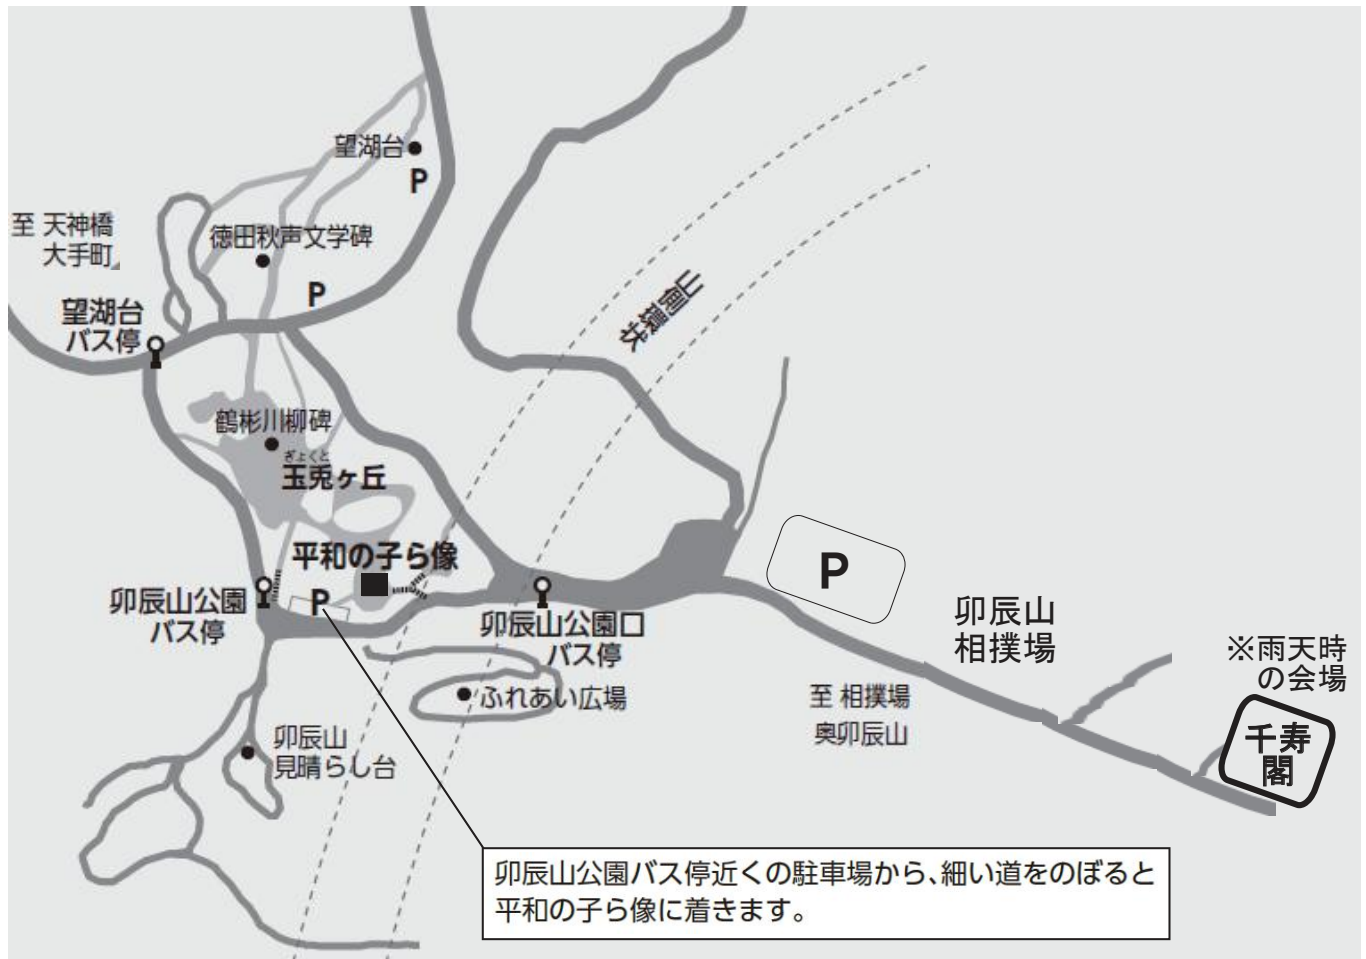 望湖台
P
至 天神橋
大手町
徳田秋声文学碑
P
望湖台
バス停
山側環状
鶴彬川柳碑
ぎょくと
玉兎ヶ丘
平和の子ら像
P
卯辰山公園
バス停
卯辰山公園口
バス停
P
卯辰山
相撲場
※雨天時
の会場
千寿
閣
ふれあい広場
至 相撲場
奥卯辰山
卯辰山
見晴らし台
卯辰山公園バス停近くの駐車場から、細い道をのぼると
平和の子ら像に着きます。